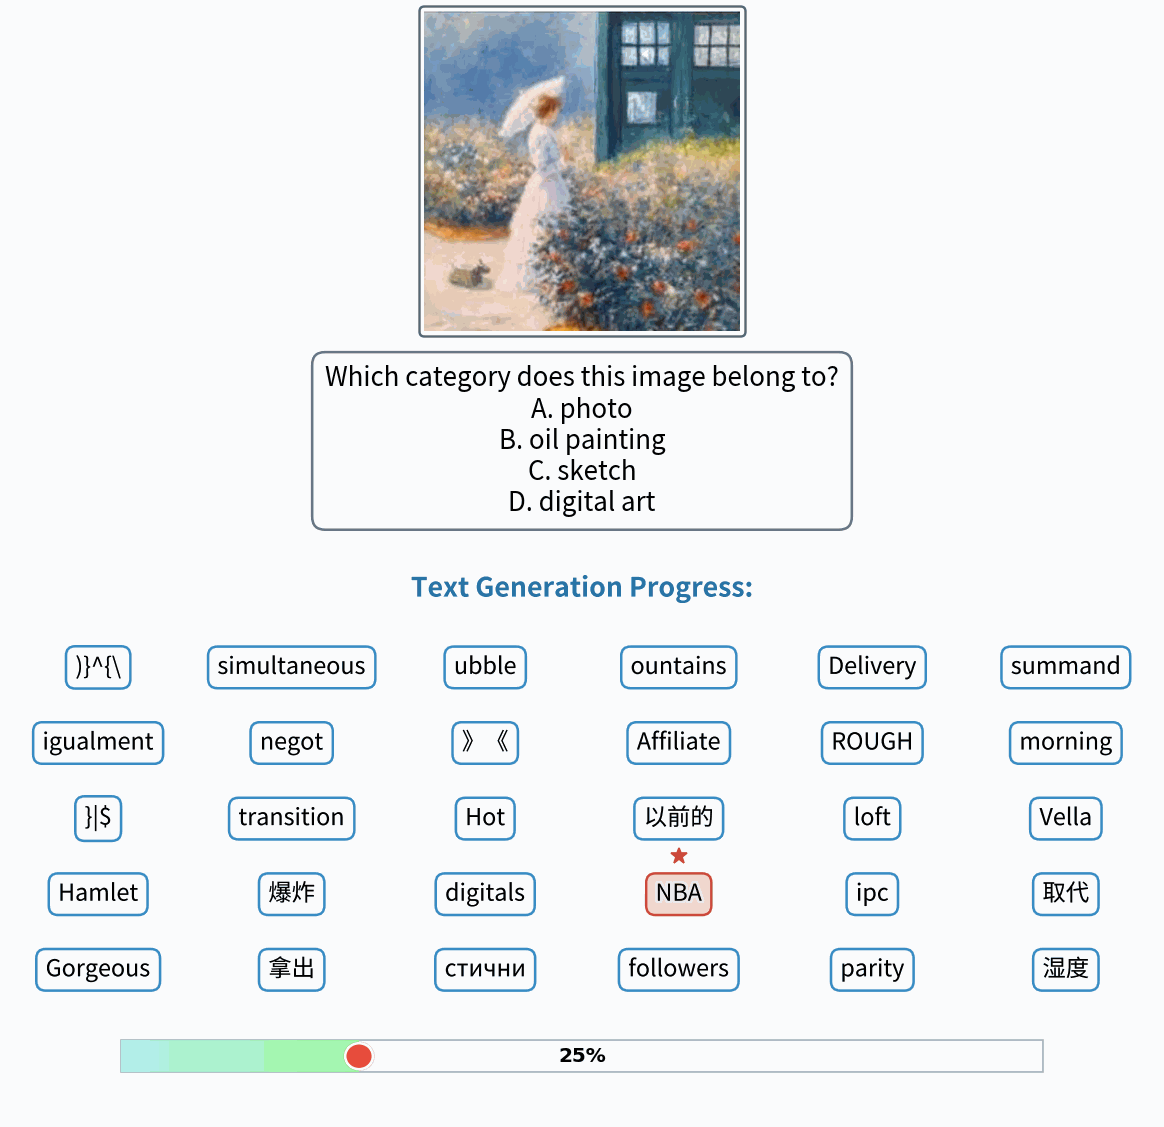 Which category does this image belong to?
A. photo
B. oil painting
C. sketch
D. digital art
Text Generation Progress:
)}^{\ simultaneous ubble ountains Delivery summand
igualment negot 》《 Affiliate ROUGH morning
}|$ transition Hot 以前的 loft Vella
Hamlet 爆炸 digitals NBA ipc 取代
Gorgeous 拿出 стични followers parity 湿度
25%